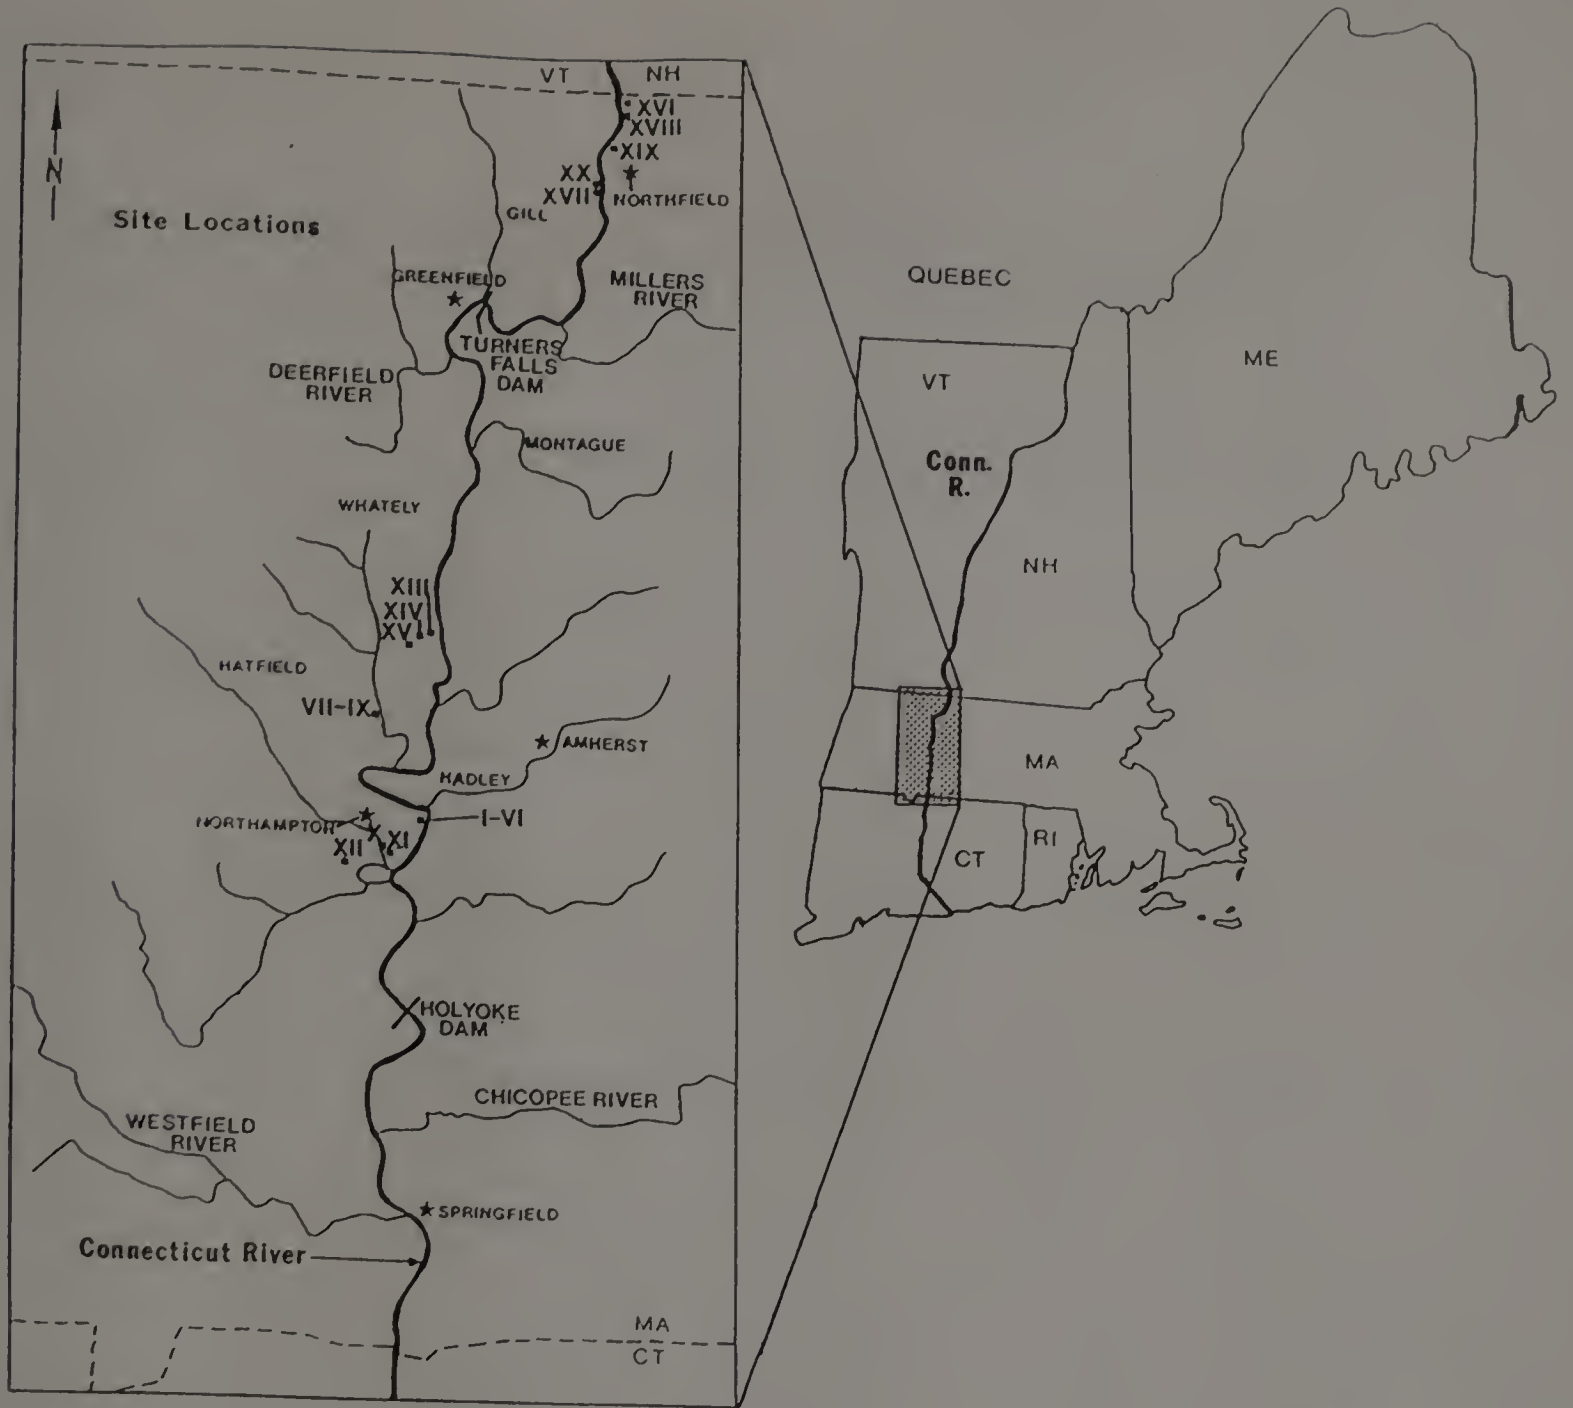 VT
NH
XVI
XVIII
XIX
XX
XVII
NORTHFIELD
N
Site Locations
GILL
GREENFIELD
MILLERS
RIVER
TURNERS
FALLS
DAM
DEERFIELD
RIVER
MONTAGUE
WHATELY
XIII
XIV
XV
HATFIELD
VII-IX
AMHERST
HADLEY
NORTHAMPTON
I-VI
X
XI
XII
HOLYOKE
DAM
CHICOPEE RIVER
WESTFIELD
RIVER
SPRINGFIELD
Connecticut River
MA
CT
QUEBEC
VT
ME
Conn.
R.
NH
MA
CT
RI